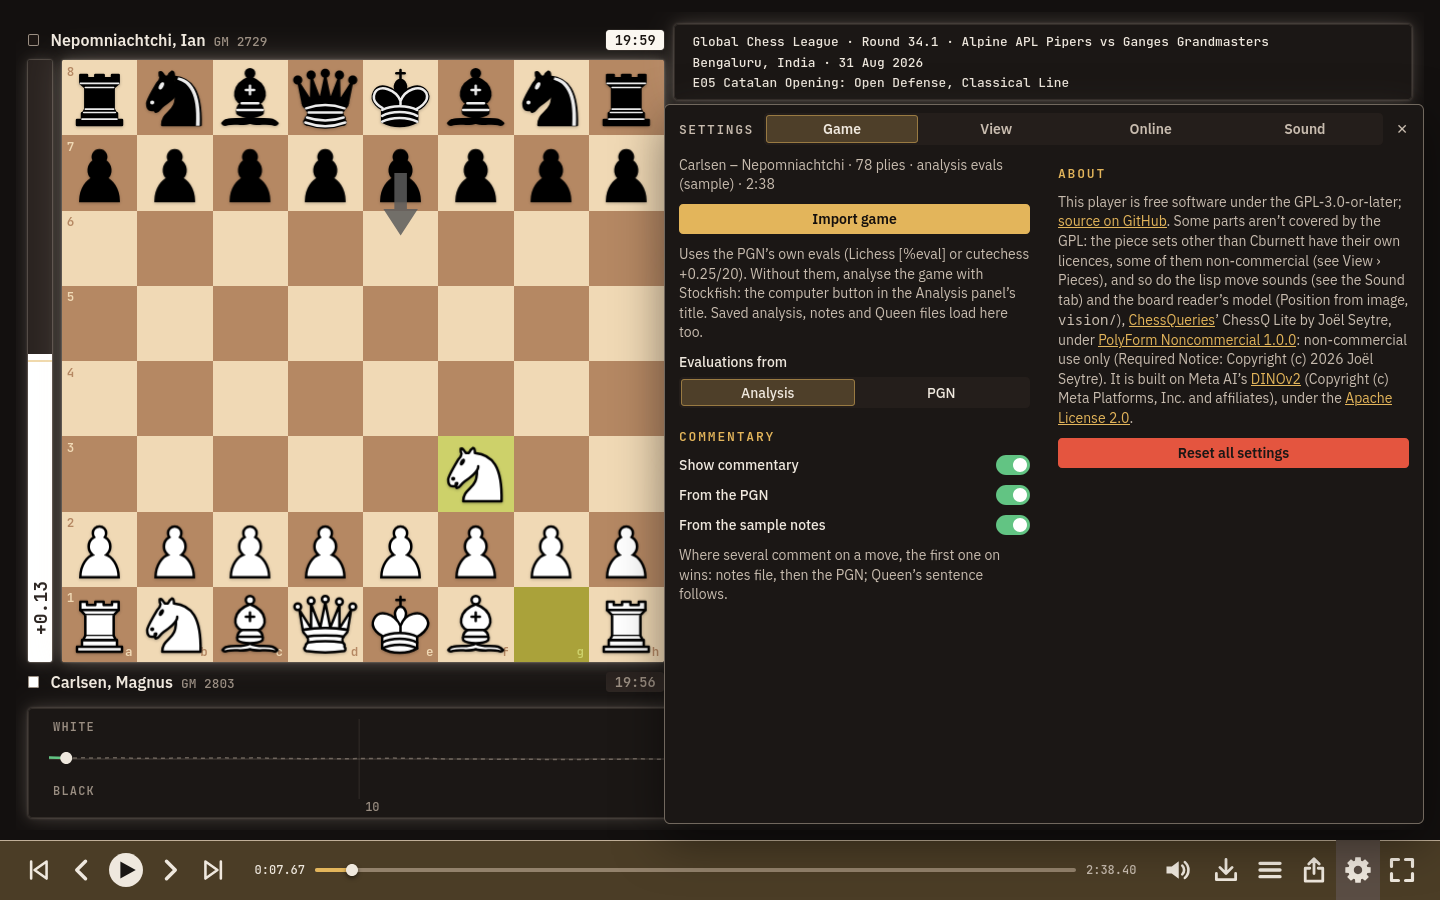 Nepomniachtchi, Ian GM 2729
19:59
8
7
6
5
4
3
2
1
a b c d e f g h
+0.13
Carlsen, Magnus GM 2803
19:56
WHITE
BLACK
10
Global Chess League · Round 34.1 · Alpine APL Pipers vs Ganges Grandmasters
Bengaluru, India · 31 Aug 2026
E05 Catalan Opening: Open Defense, Classical Line
SETTINGS Game View Online Sound ×
Carlsen – Nepomniachtchi · 78 plies · analysis evals
(sample) · 2:38
Import game
Uses the PGN’s own evals (Lichess [%eval] or cutechess
+0.25/20). Without them, analyse the game with
Stockfish: the computer button in the Analysis panel’s
title. Saved analysis, notes and Queen files load here
too.
Evaluations from
Analysis PGN
COMMENTARY
Show commentary
From the PGN
From the sample notes
Where several comment on a move, the first one on
wins: notes file, then the PGN; Queen’s sentence
follows.
ABOUT
This player is free software under the GPL-3.0-or-later;
source on GitHub. Some parts aren’t covered by the
GPL: the piece sets other than Cburnett have their own
licences, some of them non-commercial (see View ›
Pieces), and so do the lisp move sounds (see the Sound
tab) and the board reader’s model (Position from image,
vision/), ChessQueries’ ChessQ Lite by Joël Seytre,
under PolyForm Noncommercial 1.0.0: non-commercial
use only (Required Notice: Copyright (c) 2026 Joël
Seytre). It is built on Meta AI’s DINOv2 (Copyright (c)
Meta Platforms, Inc. and affiliates), under the Apache
License 2.0.
Reset all settings
0:07.67
2:38.40